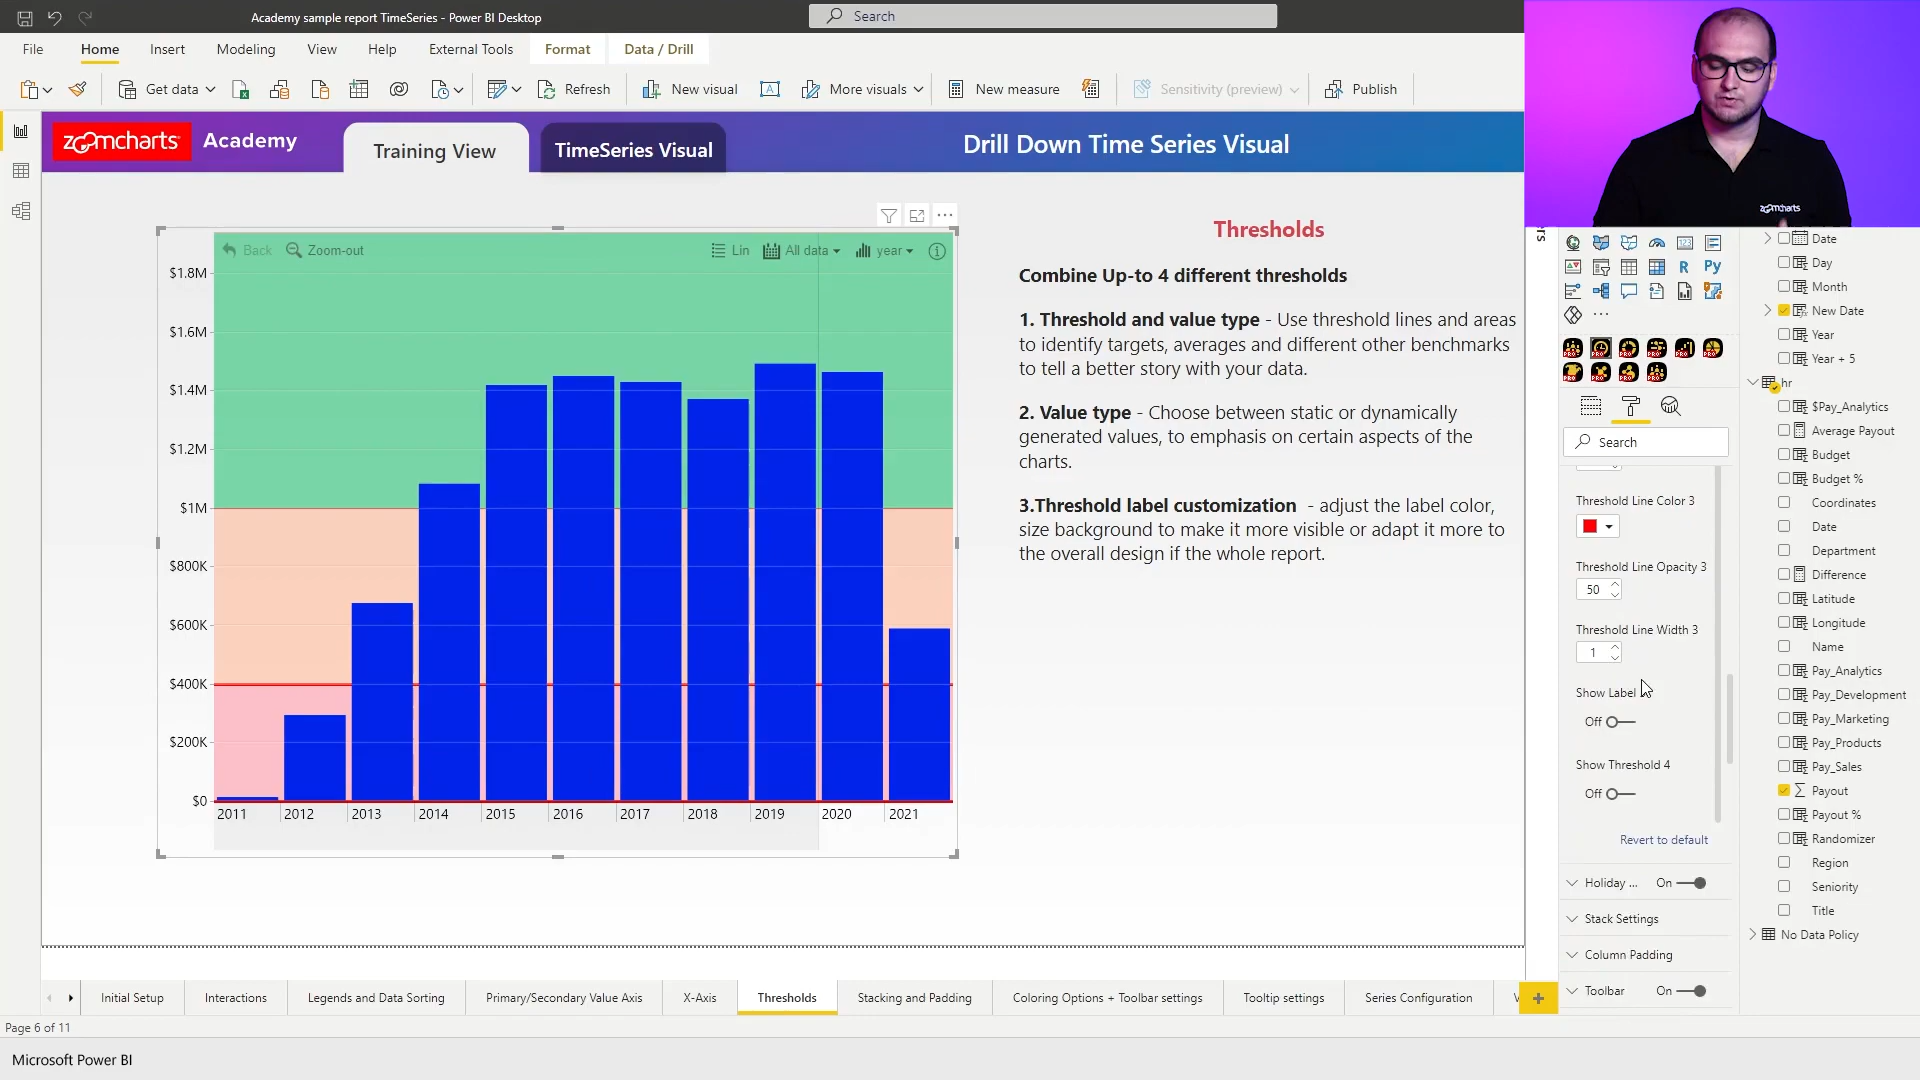 Academy sample report TimeSeries - Power BI Desktop
Search
File
Home
Insert
Modeling
View
Help
External Tools
Format
Data / Drill
Get data
Refresh
New visual
A
More visuals
New measure
Sensitivity (preview)
Publish
zoomcharts
Academy
Training View
TimeSeries Visual
Drill Down Time Series Visual
zoomcharts
Back
Zoom-out
Lin
All data
year
$1.8M
$1.6M
$1.4M
$1.2M
$1M
$800K
$600K
$400K
$200K
$0
2011
2012
2013
2014
2015
2016
2017
2018
2019
2020
2021
Thresholds
Combine Up-to 4 different thresholds
1. Threshold and value type - Use threshold lines and areas
to identify targets, averages and different other benchmarks
to tell a better story with your data.
2. Value type - Choose between static or dynamically
generated values, to emphasis on certain aspects of the
charts.
3.Threshold label customization - adjust the label color,
size background to make it more visible or adapt it more to
the overall design if the whole report.
123
R
Py
PRO
PRO
PRO
PRO
PRO
PRO
PRO
PRO
PRO
PRO
Search
Threshold Line Color 3
Threshold Line Opacity 3
50
Threshold Line Width 3
1
Show Label
Off
Show Threshold 4
Off
Revert to default
Holiday ...
On
Stack Settings
Column Padding
Toolbar
On
Date
Day
Month
New Date
Year
Year + 5
hr
$Pay_Analytics
Average Payout
Budget
Budget %
Coordinates
Date
Department
Difference
Latitude
Longitude
Name
Pay_Analytics
Pay_Development
Pay_Marketing
Pay_Products
Pay_Sales
Payout
Payout %
Randomizer
Region
Seniority
Title
No Data Policy
Initial Setup
Interactions
Legends and Data Sorting
Primary/Secondary Value Axis
X-Axis
Thresholds
Stacking and Padding
Coloring Options + Toolbar settings
Tooltip settings
Series Configuration
Page 6 of 11
Microsoft Power BI